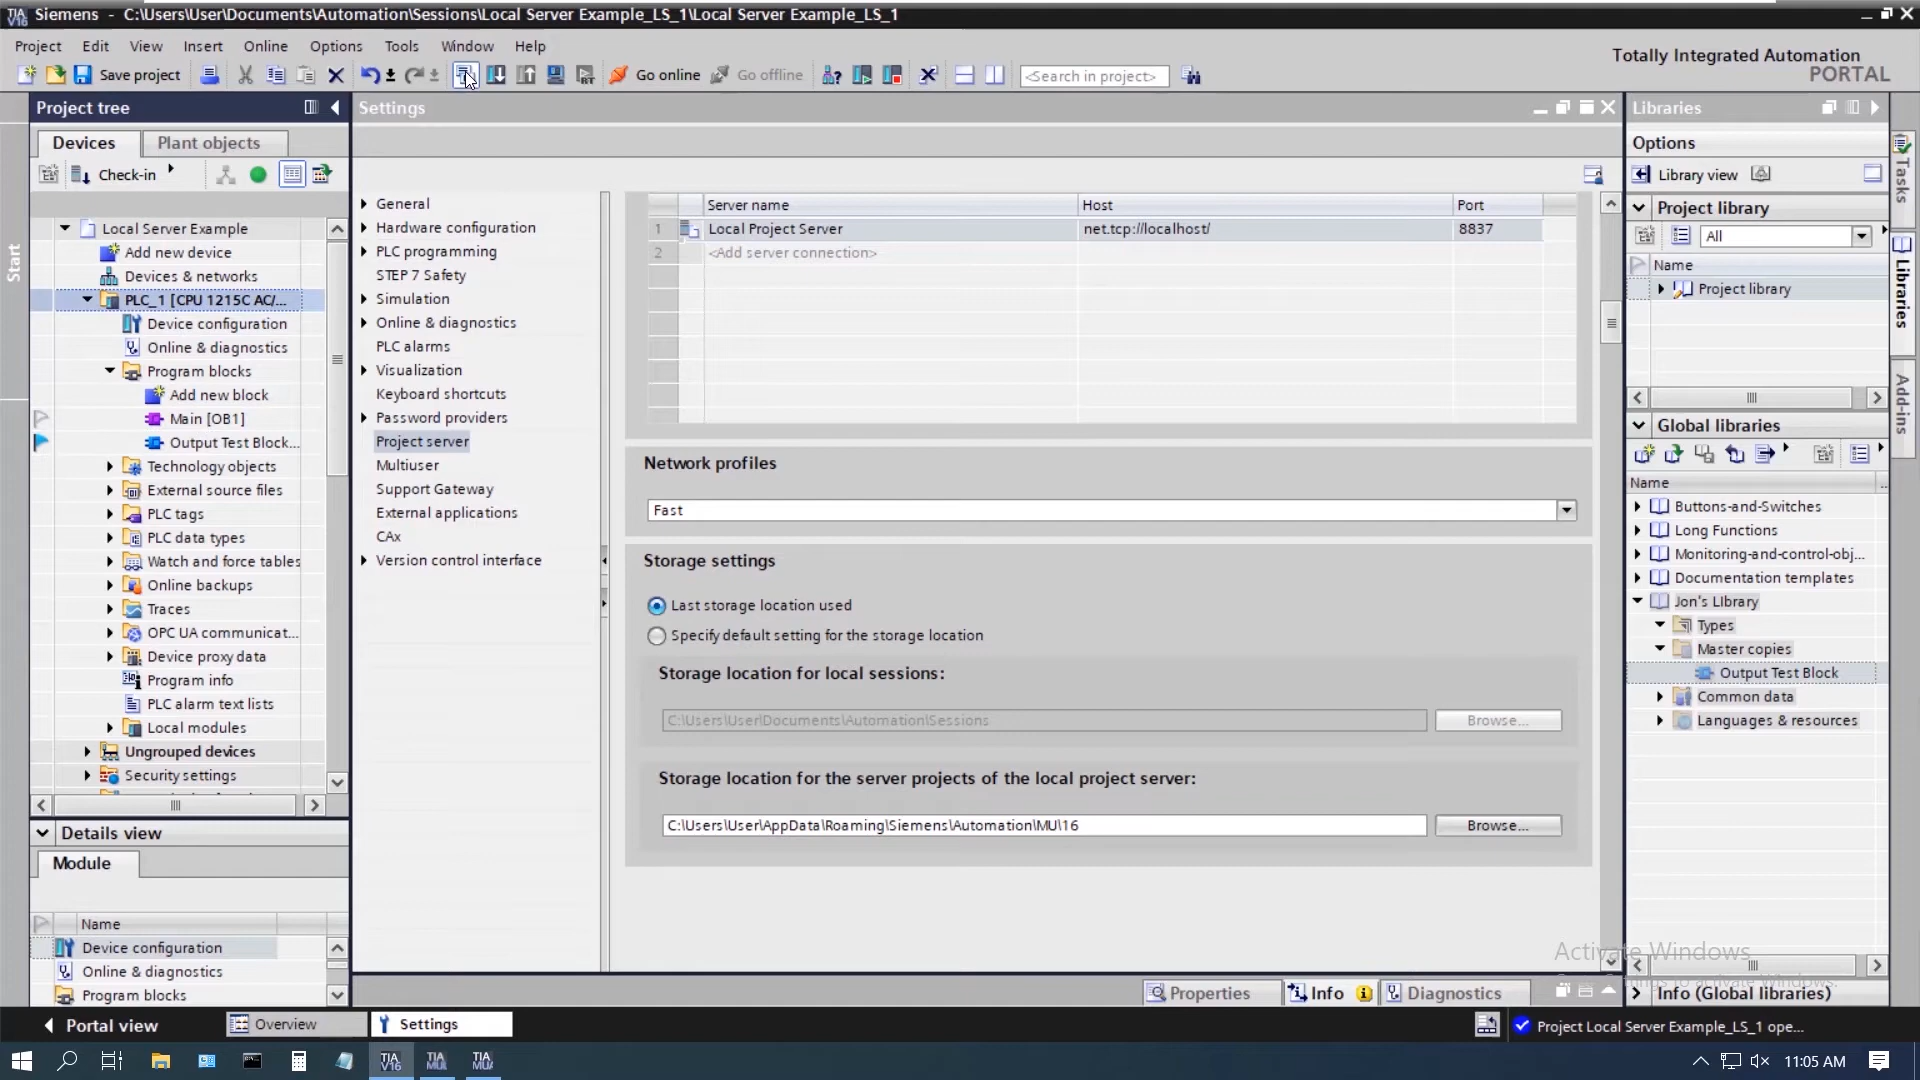 Siemens - C:\Users\User\Documents\Automation\Sessions\Local Server Example_LS_1\Local Server Example_LS_1
Project Edit View Insert Online Options Tools Window Help
Totally Integrated Automation
PORTAL
Save project
Go online
Go offline
<Search in project>
Project tree
Devices
Plant objects
Check-in
Start
Local Server Example
Add new device
Devices & networks
PLC_1 [CPU 1215C AC/...
Device configuration
Online & diagnostics
Program blocks
Add new block
Main [OB1]
Output Test Block...
Technology objects
External source files
PLC tags
PLC data types
Watch and force tables
Online backups
Traces
OPC UA communicat...
Device proxy data
Program info
PLC alarm text lists
Local modules
Ungrouped devices
Security settings
Details view
Module
Name
Device configuration
Online & diagnostics
Program blocks
Settings
General
Hardware configuration
PLC programming
STEP 7 Safety
Simulation
Online & diagnostics
PLC alarms
Visualization
Keyboard shortcuts
Password providers
Project server
Multiuser
Support Gateway
External applications
CAx
Version control interface
Server name Host Port
1 Local Project Server net.tcp://localhost/ 8837
2 <Add server connection>
Network profiles
Fast
Storage settings
Last storage location used
Specify default setting for the storage location
Storage location for local sessions:
C:\Users\User\Documents\Automation\Sessions
Browse...
Storage location for the server projects of the local project server:
C:\Users\User\AppData\Roaming\Siemens\Automation\MU\16
Browse...
Properties
Info
Diagnostics
Libraries
Options
Library view
Project library
All
Name
Project library
Global libraries
Name
Buttons-and-Switches
Long Functions
Monitoring-and-control-obj...
Documentation templates
Jon's LIbrary
Types
Master copies
Output Test Block
Common data
Languages & resources
Activate Windows
Info (Global libraries)
Tasks
Libraries
Add-ins
Portal view
Overview
Settings
Project Local Server Example_LS_1 ope...
11:05 AM